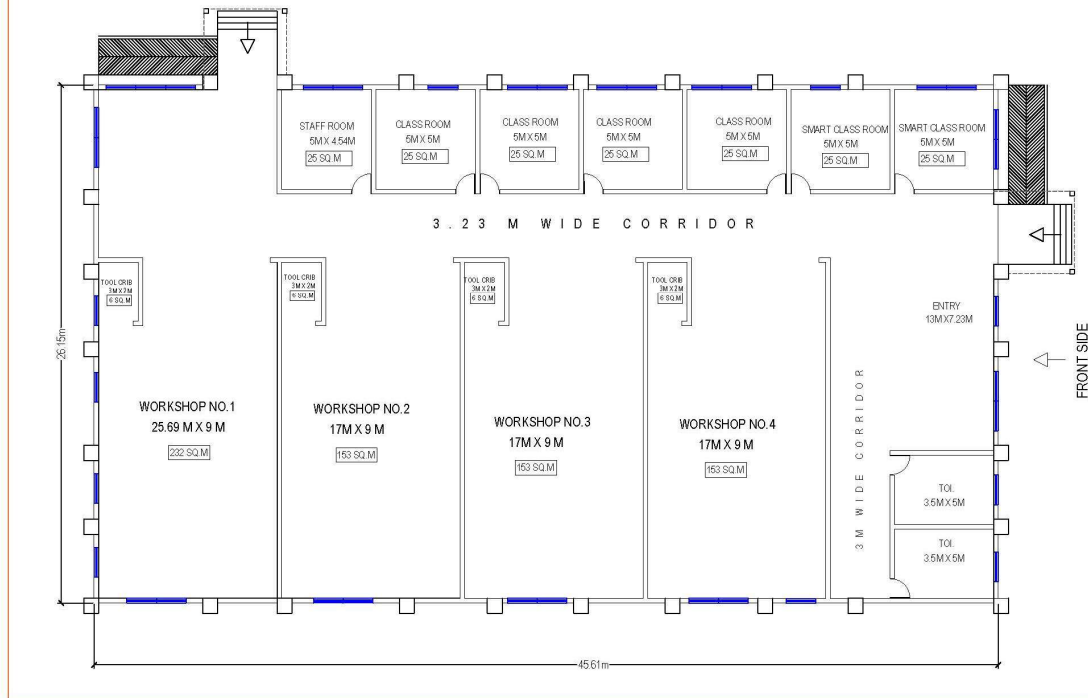 STAFF ROOM
5M X 4.54M
25 SQ.M
CLASS ROOM
5M X 5M
25 SQ.M
CLASS ROOM
5M X 5M
25 SQ.M
CLASS ROOM
5M X 5M
25 SQ.M
CLASS ROOM
5M X 5M
25 SQ.M
SMART CLASS ROOM
5M X 5M
25 SQ.M
SMART CLASS ROOM
5M X 5M
25 SQ.M
3.23 M WIDE CORRIDOR
TOOL CRIB
3M X 2M
6 SQ.M
TOOL CRIB
3M X 2M
6 SQ.M
TOOL CRIB
3M X 2M
6 SQ.M
TOOL CRIB
3M X 2M
6 SQ.M
ENTRY
13M X7.23M
FRONT SIDE
26.15m
WORKSHOP NO.1
25.69 M X 9 M
232 SQ.M
WORKSHOP NO.2
17M X 9 M
153 SQ.M
WORKSHOP NO.3
17M X 9 M
153 SQ.M
WORKSHOP NO.4
17M X 9 M
153 SQ.M
3 M WIDE CORRIDOR
TOI.
3.5M X 5M
TOI.
3.5M X 5M
45.61m